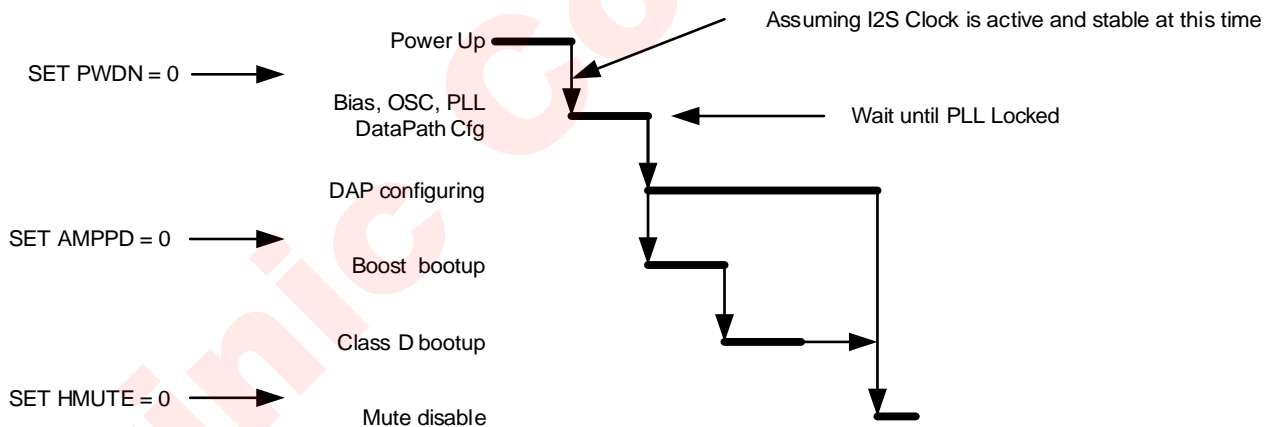 Assuming I2S Clock is active and stable at this time
Power Up
SET PWDN = 0
Bias, OSC, PLL
DataPath Cfg
Wait until PLL Locked
DAP configuring
SET AMPPD = 0
Boost bootup
Class D bootup
SET HMUTE = 0
Mute disable